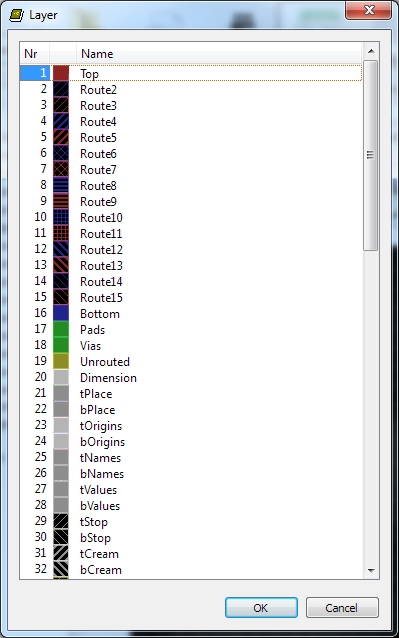 Layer
Nr Name
1 Top
2 Route2
3 Route3
4 Route4
5 Route5
6 Route6
7 Route7
8 Route8
9 Route9
10 Route10
11 Route11
12 Route12
13 Route13
14 Route14
15 Route15
16 Bottom
17 Pads
18 Vias
19 Unrouted
20 Dimension
21 tPlace
22 bPlace
23 tOrigins
24 bOrigins
25 tNames
26 bNames
27 tValues
28 bValues
29 tStop
30 bStop
31 tCream
32 bCream
OK Cancel